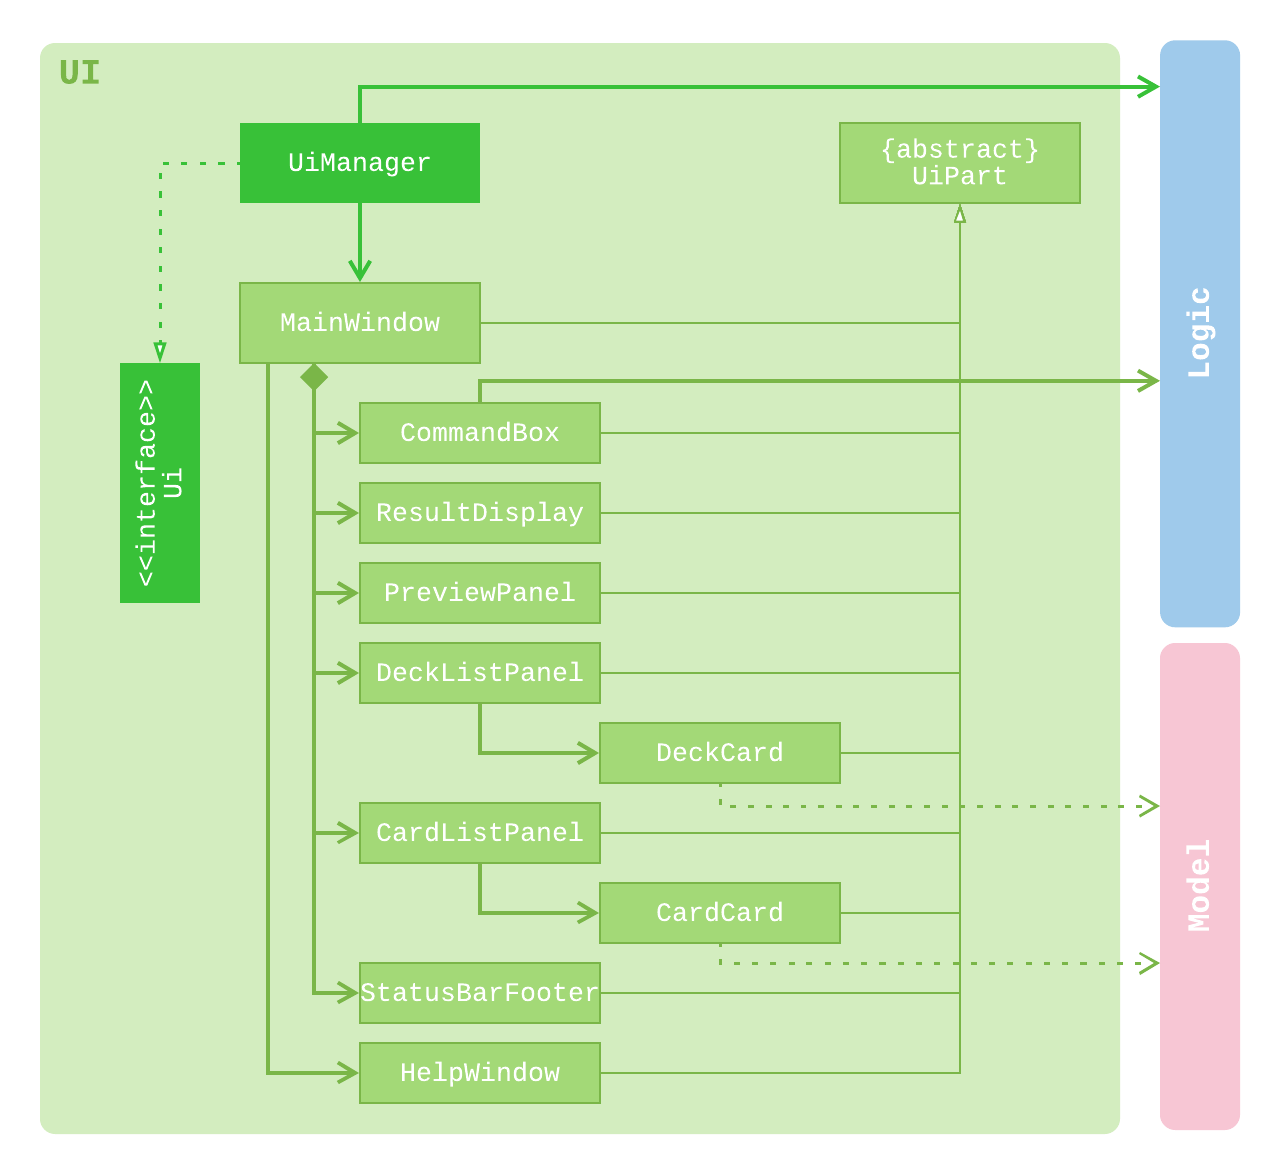 UI
UiManager
{abstract}
UiPart
MainWindow
<<interface>>
Ui
CommandBox
ResultDisplay
PreviewPanel
DeckListPanel
DeckCard
CardListPanel
CardCard
StatusBarFooter
HelpWindow
Logic
Model